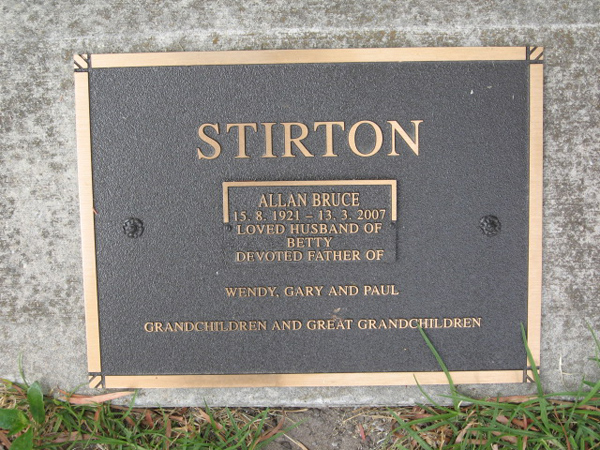 STIRTON
ALLAN BRUCE
15. 8. 1921 – 13. 3. 2007
LOVED HUSBAND OF
BETTY
DEVOTED FATHER OF
WENDY, GARY AND PAUL
GRANDCHILDREN AND GREAT GRANDCHILDREN